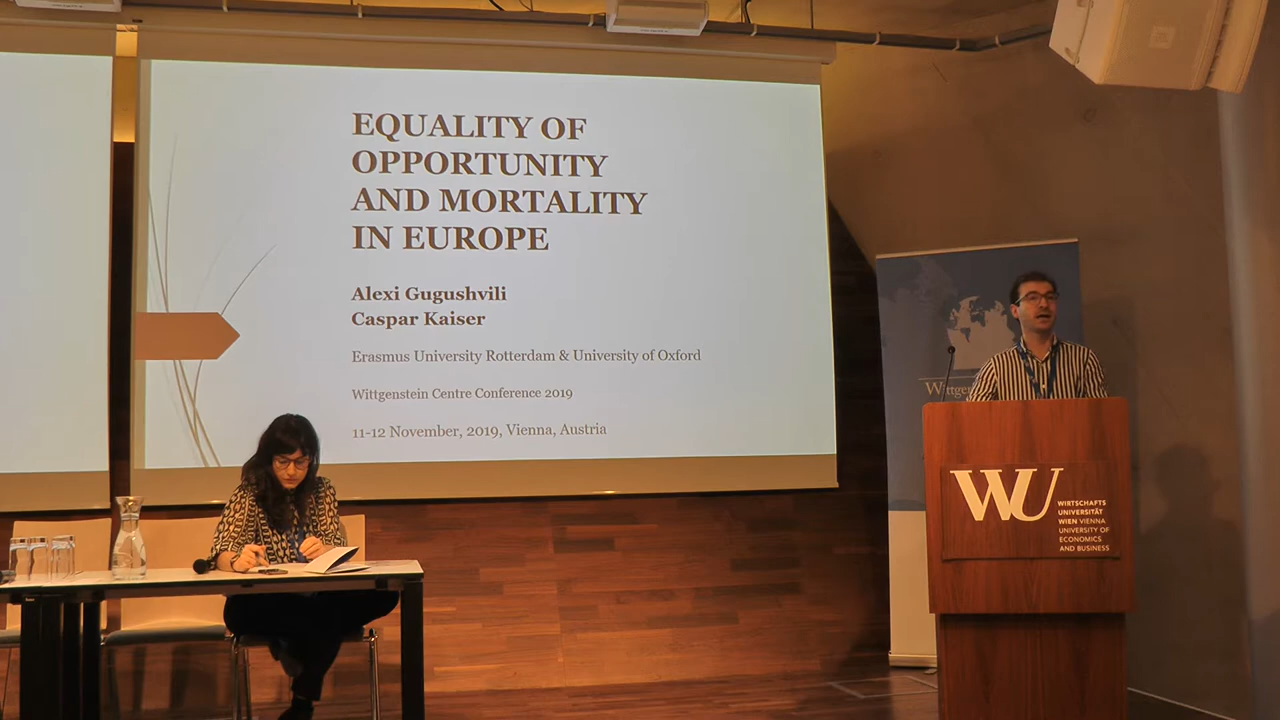 EQUALITY OF
OPPORTUNITY
AND MORTALITY
IN EUROPE
Alexi Gugushvili
Caspar Kaiser
Erasmus University Rotterdam & University of Oxford
Wittgenstein Centre Conference 2019
11-12 November, 2019, Vienna, Austria
WU
WIRTSCHAFTS
UNIVERSITÄT
WIEN VIENNA
UNIVERSITY OF
ECONOMICS
AND BUSINESS